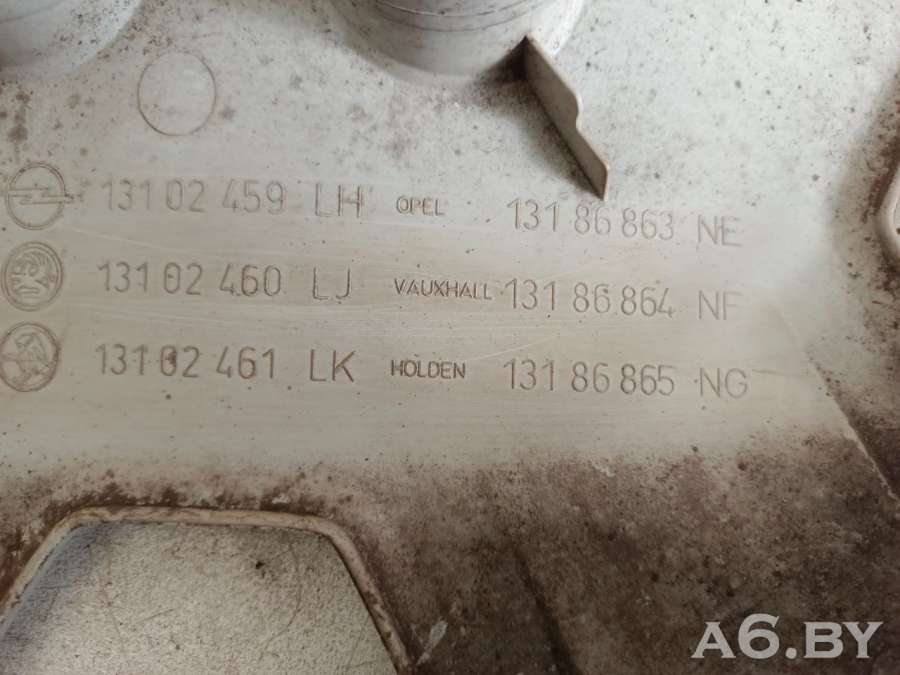 13102459 LH OPEL 13186863 NE
13102460 LJ VAUXHALL 13186864 NF
13102461 LK HOLDEN 13186865 NG
A6.BY